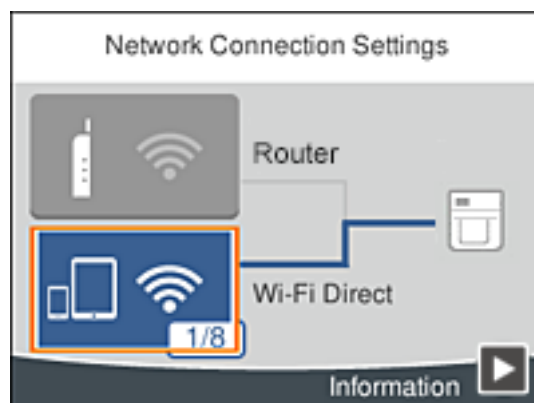 Network Connection Settings
Router
Wi-Fi Direct
1/8
Information